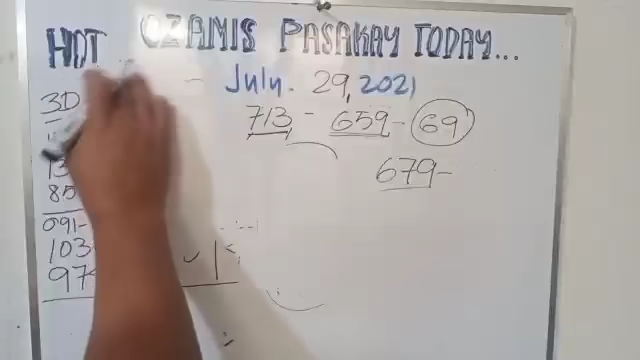 HOT OZAMIS PASAKAY TODAY...
July. 29, 2021
3D
713 - 659 - 69
679-
85
091-
103
97